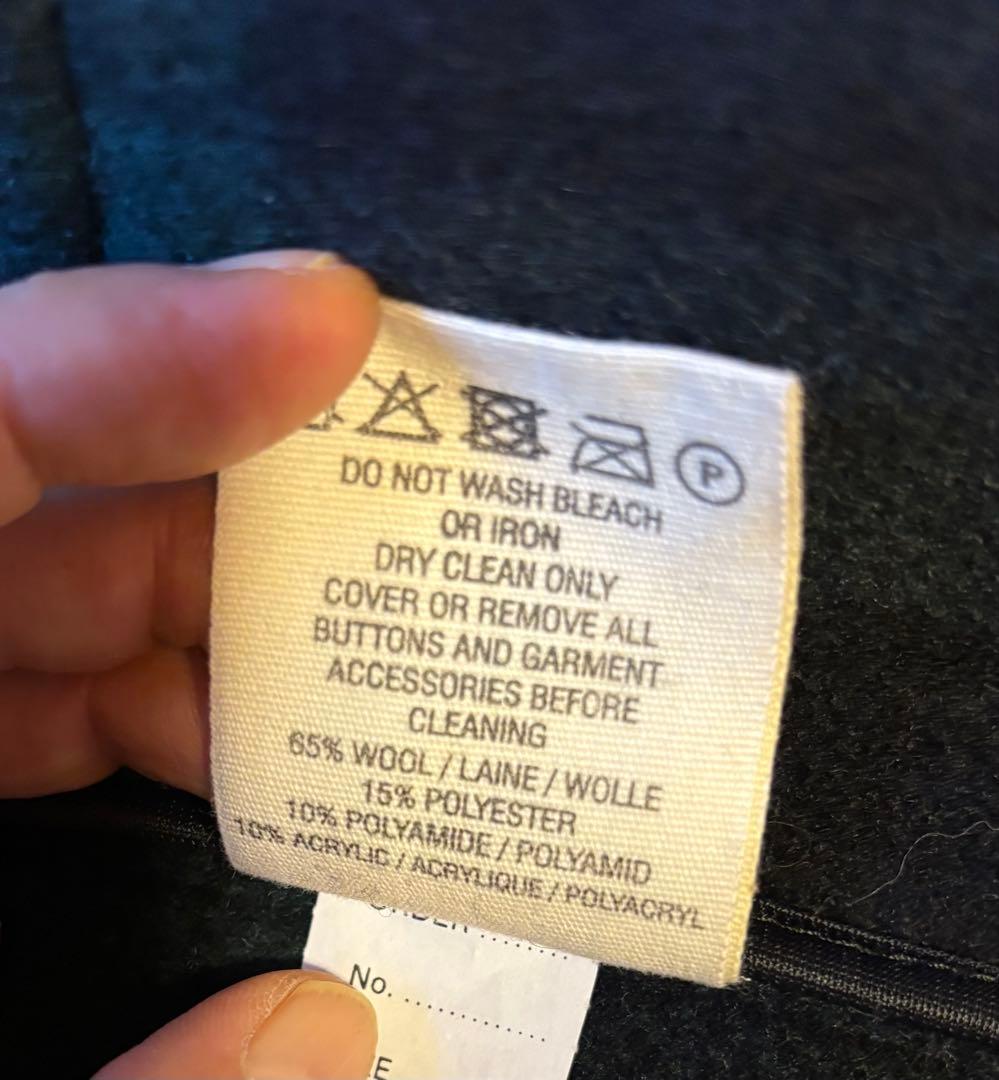 P
DO NOT WASH BLEACH
OR IRON
DRY CLEAN ONLY
COVER OR REMOVE ALL
BUTTONS AND GARMENT
ACCESSORIES BEFORE
CLEANING
65% WOOL / LAINE / WOLLE
15% POLYESTER
10% POLYAMIDE / POLYAMID
10% ACRYLIC / ACRYLIQUE / POLYACRYL
No. ...............